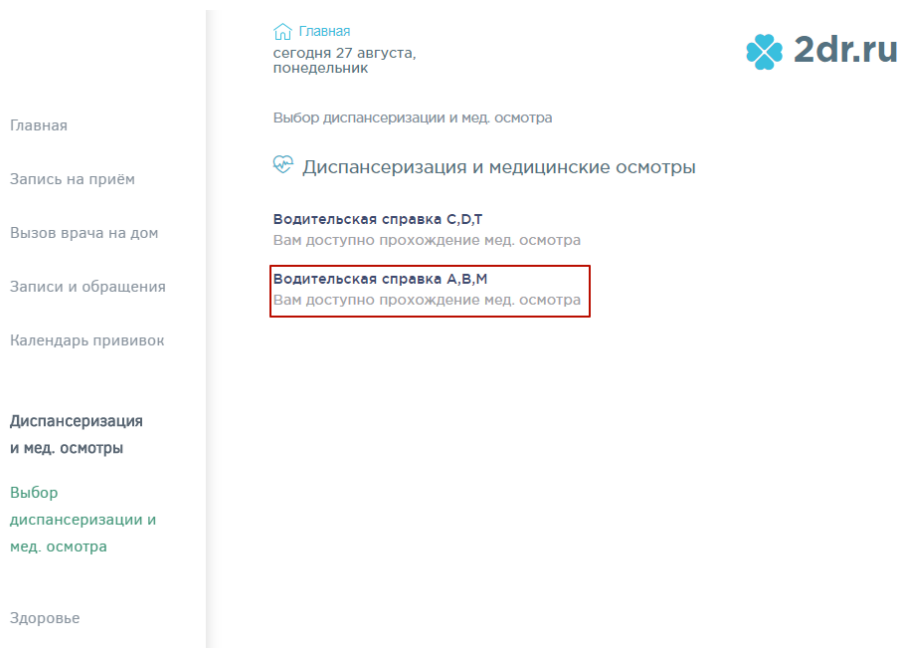 Главная
сегодня 27 августа,
понедельник
2dr.ru
Главная
Запись на приём
Вызов врача на дом
Записи и обращения
Календарь прививок
Диспансеризация
и мед. осмотры
Выбор
диспансеризации и
мед. осмотра
Здоровье
Выбор диспансеризации и мед. осмотра
Диспансеризация и медицинские осмотры
Водительская справка C,D,T
Вам доступно прохождение мед. осмотра
Водительская справка A,B,M
Вам доступно прохождение мед. осмотра